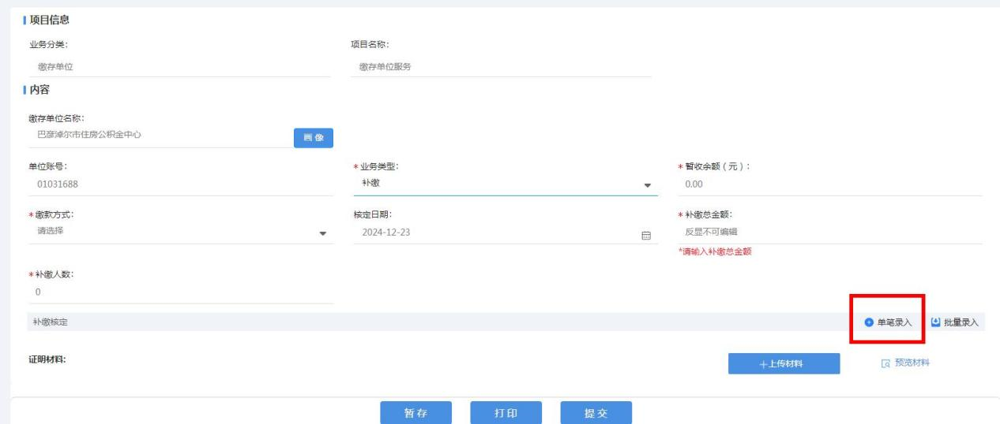 项目信息
业务分类: 项目名称:
缴存单位 缴存单位服务
内容
缴存单位名称:
巴彦淖尔市住房公积金中心 画像
单位账号: *业务类型: *暂收余额(元):
01031688 补缴 0.00
*缴款方式: 核定日期: *补缴总金额:
请选择 2024-12-23 反显不可编辑
*请输入补缴总金额
*补缴人数:
0
补缴核定 单笔录入 批量录入
证明材料: +上传材料 预览材料
暂存 打印 提交